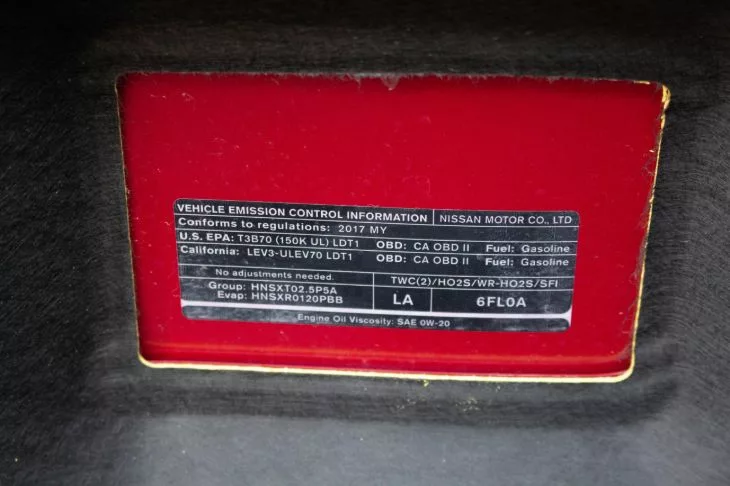 VEHICLE EMISSION CONTROL INFORMATION NISSAN MOTOR CO., LTD
Conforms to regulations: 2017 MY
U.S. EPA: T3B70 (150K UL) LDT1 OBD: CA OBD II Fuel: Gasoline
California: LEV3-ULEV70 LDT1 OBD: CA OBD II Fuel: Gasoline
No adjustments needed. TWC(2)/HO2S/WR-HO2S/SFI
Group: HNSXT02.5P5A
Evap: HNSXR0120PBB
LA 6FL0A
Engine Oil Viscosity: SAE 0W-20